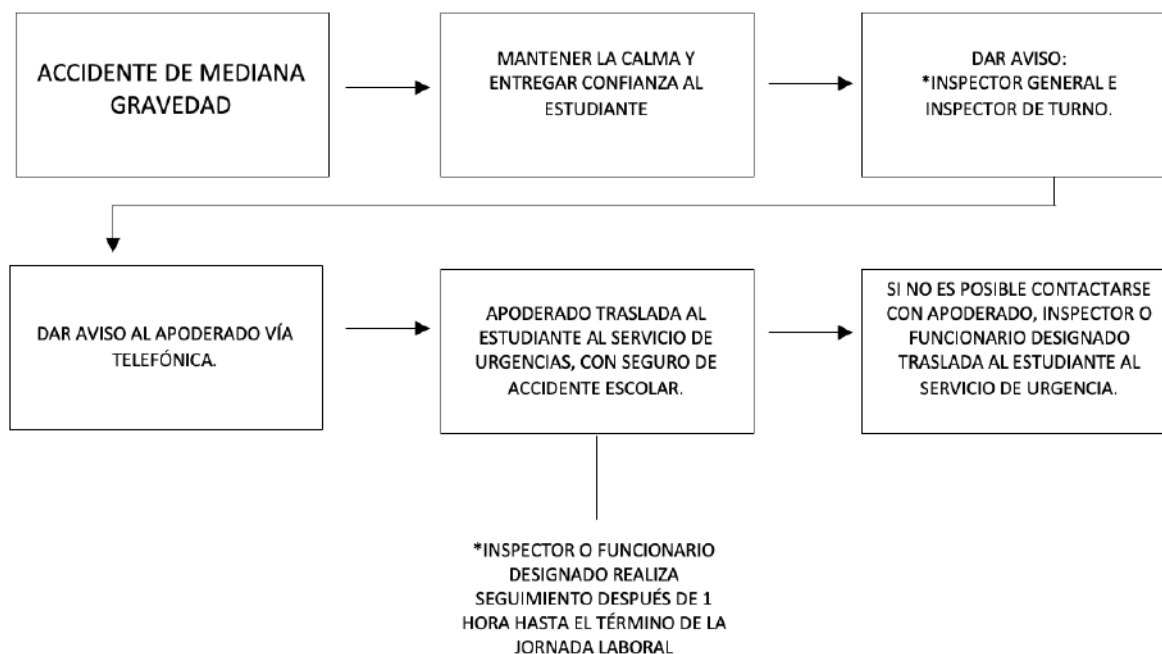 ACCIDENTE DE MEDIANA
GRAVEDAD
MANTENER LA CALMA Y
ENTREGAR CONFIANZA AL
ESTUDIANTE
DAR AVISO:
*INSPECTOR GENERAL E
INSPECTOR DE TURNO.
DAR AVISO AL APODERADO VÍA
TELEFÓNICA.
APODERADO TRASLADA AL
ESTUDIANTE AL SERVICIO DE
URGENCIAS, CON SEGURO DE
ACCIDENTE ESCOLAR.
SI NO ES POSIBLE CONTACTARSE
CON APODERADO, INSPECTOR O
FUNCIONARIO DESIGNADO
TRASLADA AL ESTUDIANTE AL
SERVICIO DE URGENCIA.
*INSPECTOR O FUNCIONARIO
DESIGNADO REALIZA
SEGUIMIENTO DESPUÉS DE 1
HORA HASTA EL TÉRMINO DE LA
JORNADA LABORAL